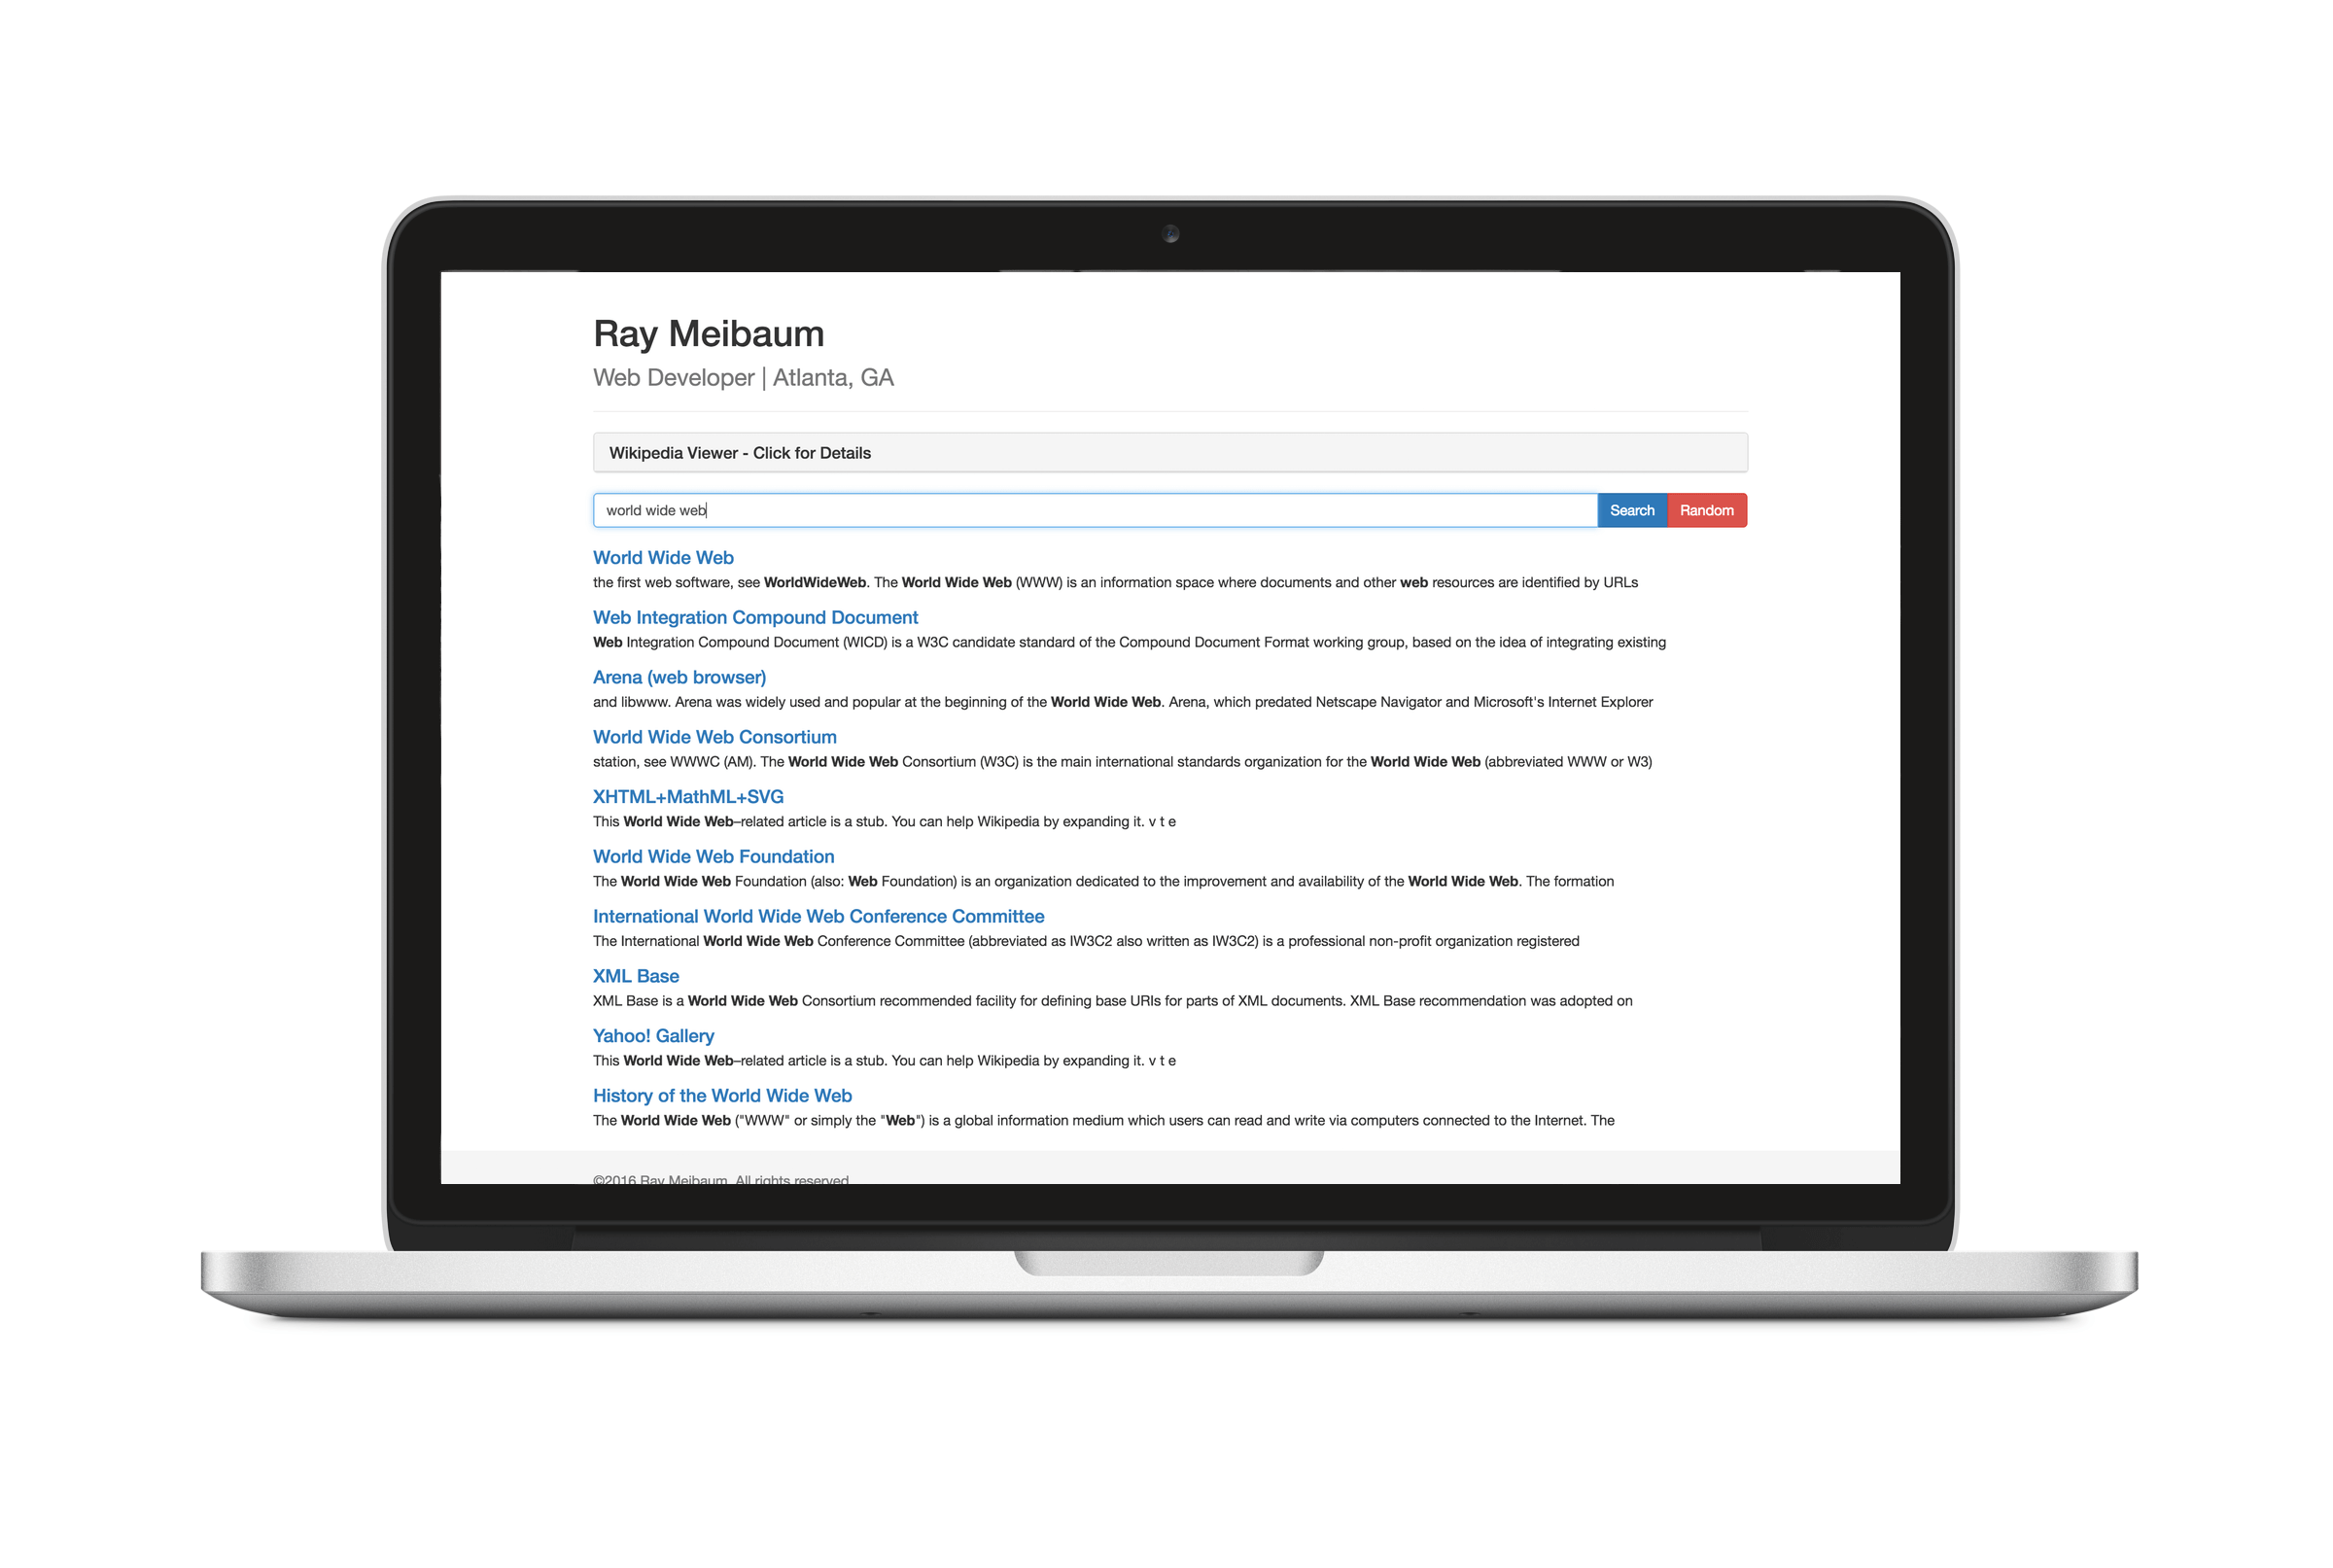 Ray Meibaum
Web Developer | Atlanta, GA
Wikipedia Viewer - Click for Details
world wide web
Search
Random
World Wide Web
the first web software, see WorldWideWeb. The World Wide Web (WWW) is an information space where documents and other web resources are identified by URLs
Web Integration Compound Document
Web Integration Compound Document (WICD) is a W3C candidate standard of the Compound Document Format working group, based on the idea of integrating existing
Arena (web browser)
and libwww. Arena was widely used and popular at the beginning of the World Wide Web. Arena, which predated Netscape Navigator and Microsoft's Internet Explorer
World Wide Web Consortium
station, see WWWC (AM). The World Wide Web Consortium (W3C) is the main international standards organization for the World Wide Web (abbreviated WWW or W3)
XHTML+MathML+SVG
This World Wide Web–related article is a stub. You can help Wikipedia by expanding it. v t e
World Wide Web Foundation
The World Wide Web Foundation (also: Web Foundation) is an organization dedicated to the improvement and availability of the World Wide Web. The formation
International World Wide Web Conference Committee
The International World Wide Web Conference Committee (abbreviated as IW3C2 also written as IW3C2) is a professional non-profit organization registered
XML Base
XML Base is a World Wide Web Consortium recommended facility for defining base URIs for parts of XML documents. XML Base recommendation was adopted on
Yahoo! Gallery
This World Wide Web–related article is a stub. You can help Wikipedia by expanding it. v t e
History of the World Wide Web
The World Wide Web ("WWW" or simply the "Web") is a global information medium which users can read and write via computers connected to the Internet. The
©2016 Ray Meibaum. All rights reserved